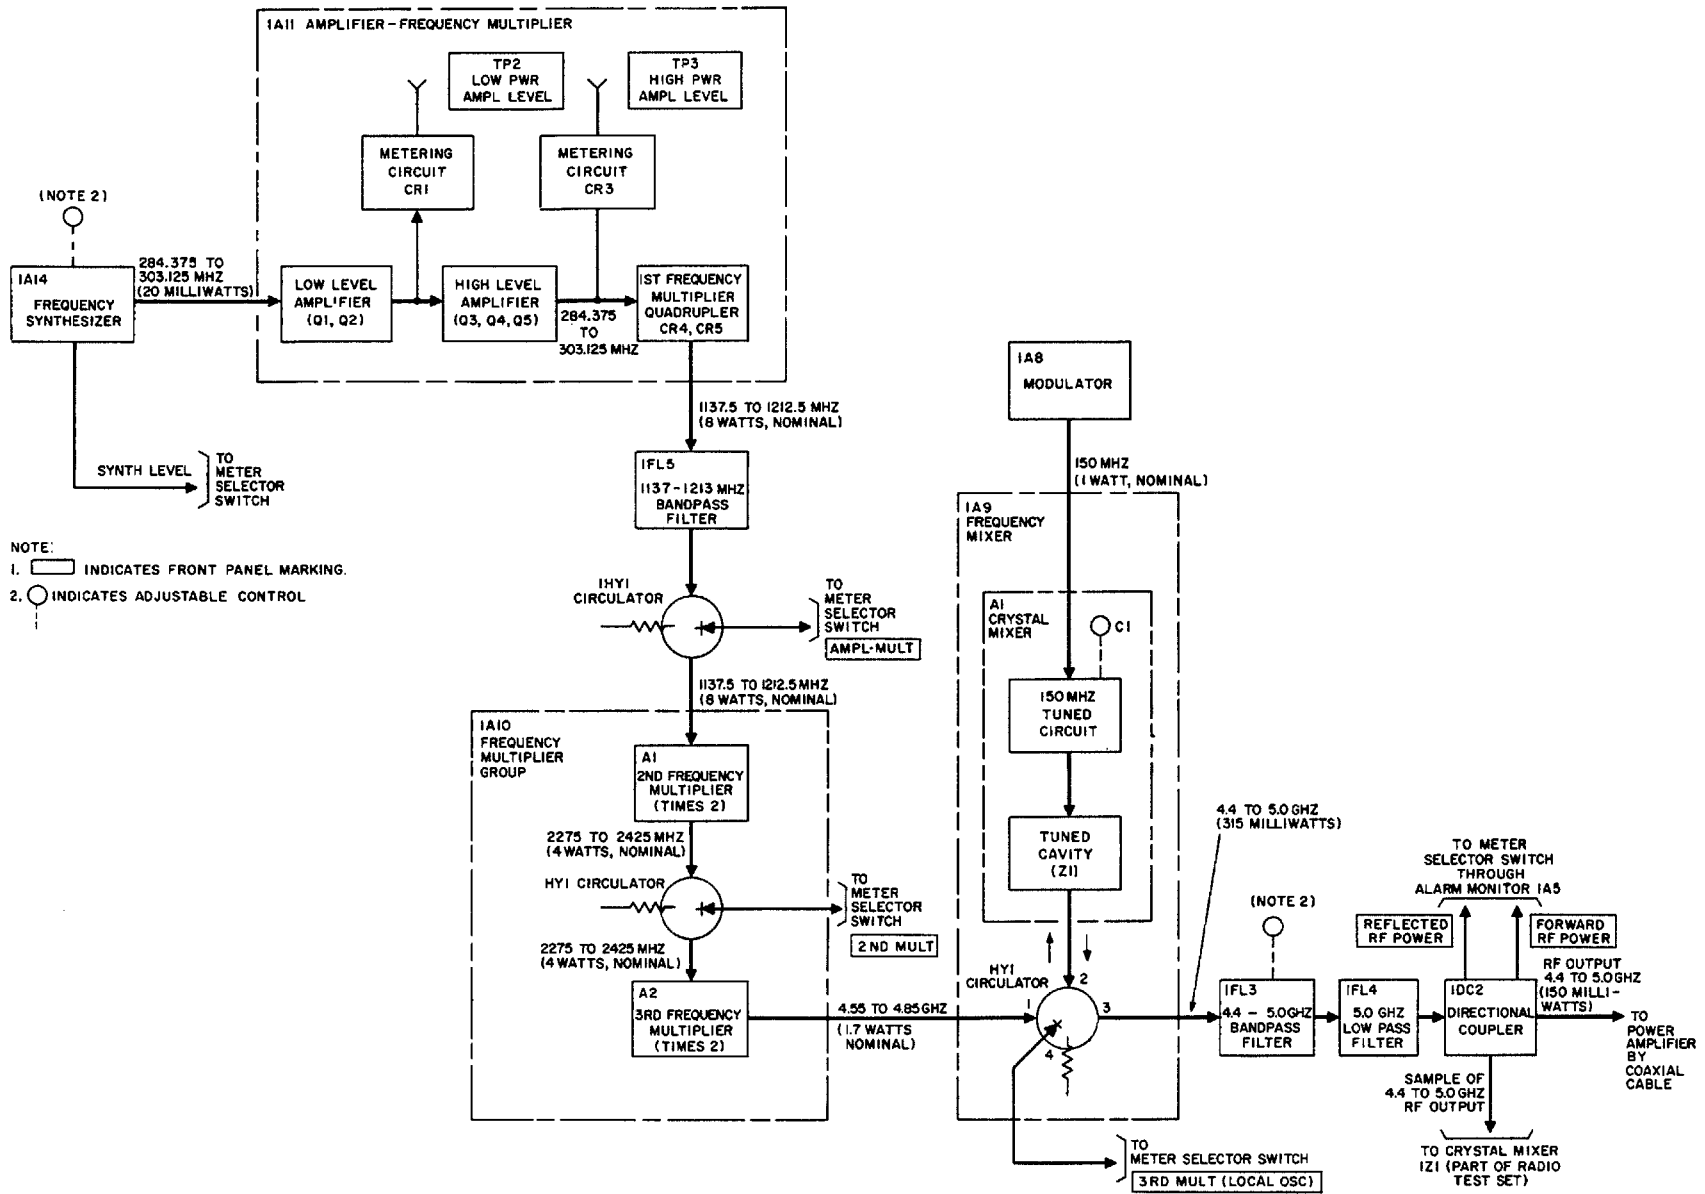 1A11 AMPLIFIER-FREQUENCY MULTIPLIER
TP2
LOW PWR
AMPL LEVEL
TP3
HIGH PWR
AMPL LEVEL
METERING
CIRCUIT
CR1
METERING
CIRCUIT
CR3
(NOTE 2)
1A14
FREQUENCY
SYNTHESIZER
284.375 TO
303.125 MHZ
(20 MILLIWATTS)
LOW LEVEL
AMPLIFIER
(Q1, Q2)
HIGH LEVEL
AMPLIFIER
(Q3, Q4, Q5)
284.375
TO
303.125 MHZ
1ST FREQUENCY
MULTIPLIER
QUADRUPLER
CR4, CR5
SYNTH LEVEL
TO
METER
SELECTOR
SWITCH
NOTE:
1. INDICATES FRONT PANEL MARKING.
2. INDICATES ADJUSTABLE CONTROL
1137.5 TO 1212.5 MHZ
(8 WATTS, NOMINAL)
1FL5
1137-1213 MHZ
BANDPASS
FILTER
1HY1
CIRCULATOR
TO
METER
SELECTOR
SWITCH
AMPL-MULT
1137.5 TO 1212.5 MHZ
(8 WATTS, NOMINAL)
1A10
FREQUENCY
MULTIPLIER
GROUP
A1
2ND FREQUENCY
MULTIPLIER
(TIMES 2)
2275 TO 2425 MHZ
(4 WATTS, NOMINAL)
HY1 CIRCULATOR
TO
METER
SELECTOR
SWITCH
2ND MULT
2275 TO 2425 MHZ
(4 WATTS, NOMINAL)
A2
3RD FREQUENCY
MULTIPLIER
(TIMES 2)
4.55 TO 4.85 GHZ
(1.7 WATTS
NOMINAL)
1A8
MODULATOR
150 MHZ
(1 WATT, NOMINAL)
1A9
FREQUENCY
MIXER
A1
CRYSTAL
MIXER
C1
150 MHZ
TUNED
CIRCUIT
TUNED
CAVITY
(Z1)
HY1
CIRCULATOR
1
2
3
4
TO
METER SELECTOR SWITCH
3RD MULT (LOCAL OSC)
4.4 TO 5.0 GHZ
(315 MILLIWATTS)
(NOTE 2)
1FL3
4.4 - 5.0 GHZ
BANDPASS
FILTER
1FL4
5.0 GHZ
LOW PASS
FILTER
1DC2
DIRECTIONAL
COUPLER
TO METER
SELECTOR SWITCH
THROUGH
ALARM MONITOR 1A5
REFLECTED
RF POWER
FORWARD
RF POWER
RF OUTPUT
4.4 TO 5.0 GHZ
(150 MILLI-
WATTS)
TO
POWER
AMPLIFIER
BY
COAXIAL
CABLE
SAMPLE OF
4.4 TO 5.0 GHZ
RF OUTPUT
TO CRYSTAL MIXER
1Z1 (PART OF RADIO
TEST SET)